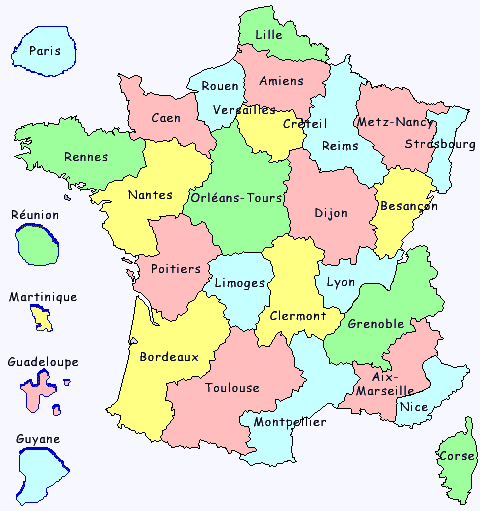 Lille
Paris
Rouen
Amiens
Versailles
Caen
Créteil
Metz-Nancy
Reims
Strasbourg
Rennes
Nantes
Orléans-Tours
Dijon
Besançon
Réunion
Poitiers
Limoges
Lyon
Martinique
Clermont
Grenoble
Guadeloupe
Bordeaux
Toulouse
Aix-
Marseille
Nice
Montpellier
Guyane
Corse